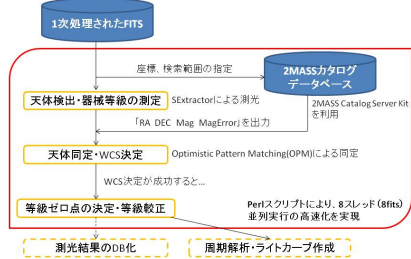 1次処理されたFITS
座標、検索範囲の指定
2MASSカタログ
データベース
天体検出・器械等級の測定
SExtractorによる測光
2MASS Catalog Server Kit
を利用
「RA DEC Mag MagError」を出力
天体同定・WCS決定
Optimistic Pattern Matching(OPM)による同定
WCS決定が成功すると…
等級ゼロ点の決定・等級較正
Perlスクリプトにより、8スレッド(8fits)
並列実行の高速化を実現
測光結果のDB化
周期解析・ライトカーブ作成